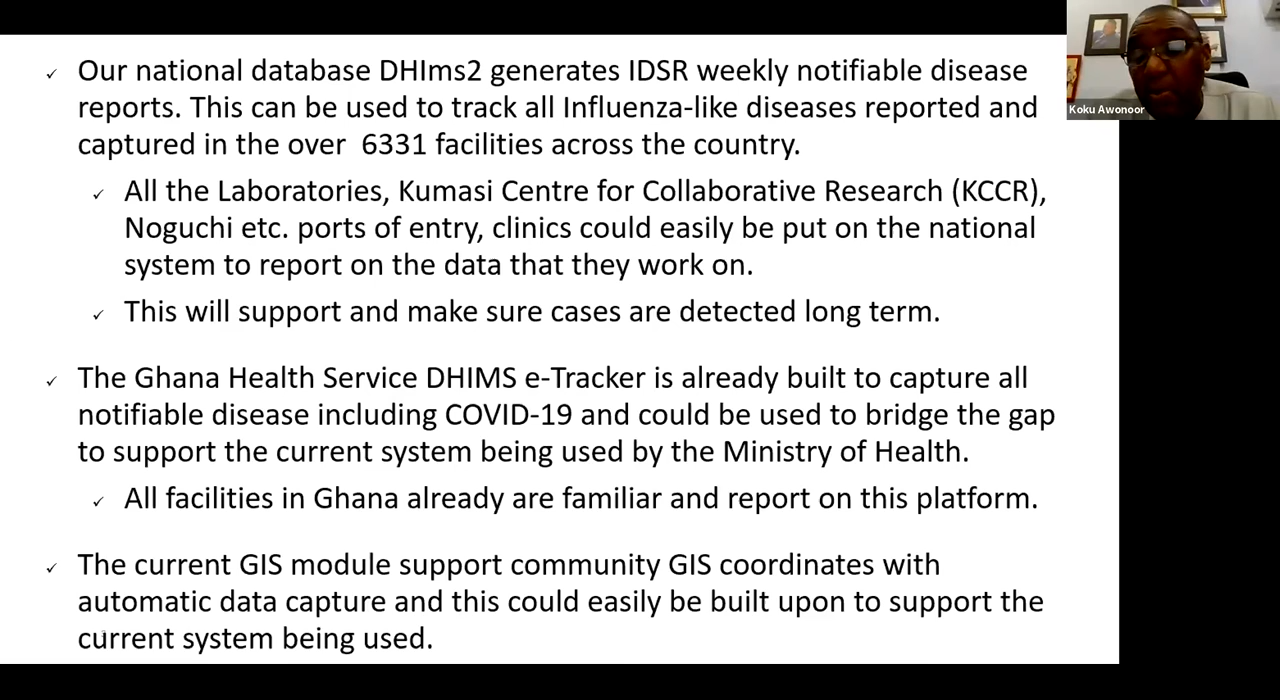 Our national database DHIms2 generates IDSR weekly notifiable disease
reports. This can be used to track all Influenza-like diseases reported and
captured in the over 6331 facilities across the country.
All the Laboratories, Kumasi Centre for Collaborative Research (KCCR),
Noguchi etc. ports of entry, clinics could easily be put on the national
system to report on the data that they work on.
This will support and make sure cases are detected long term.
The Ghana Health Service DHIMS e-Tracker is already built to capture all
notifiable disease including COVID-19 and could be used to bridge the gap
to support the current system being used by the Ministry of Health.
All facilities in Ghana already are familiar and report on this platform.
The current GIS module support community GIS coordinates with
automatic data capture and this could easily be built upon to support the
current system being used.
Koku Awonoor